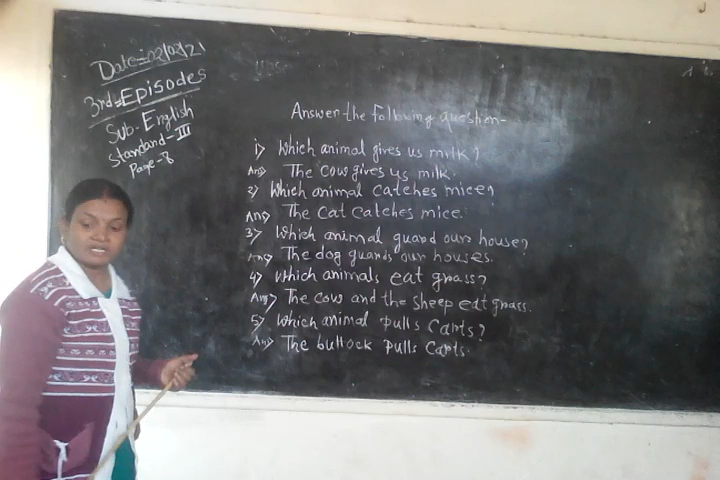 Date=02/02/21
3rd= Episodes
Sub- English
Standard- III
Page-8
Answer the following question-
1) Which animal gives us milk?
Ans) The cow gives us milk.
2) Which animal catches mice?
Ans) The cat catches mice.
3) Which animal guard our house?
Ans) The dog guards our houses.
4) Which animals eat grass?
Ans) The cow and the sheep eat grass.
5) Which animal pulls carts?
Ans) The bullock pulls carts.